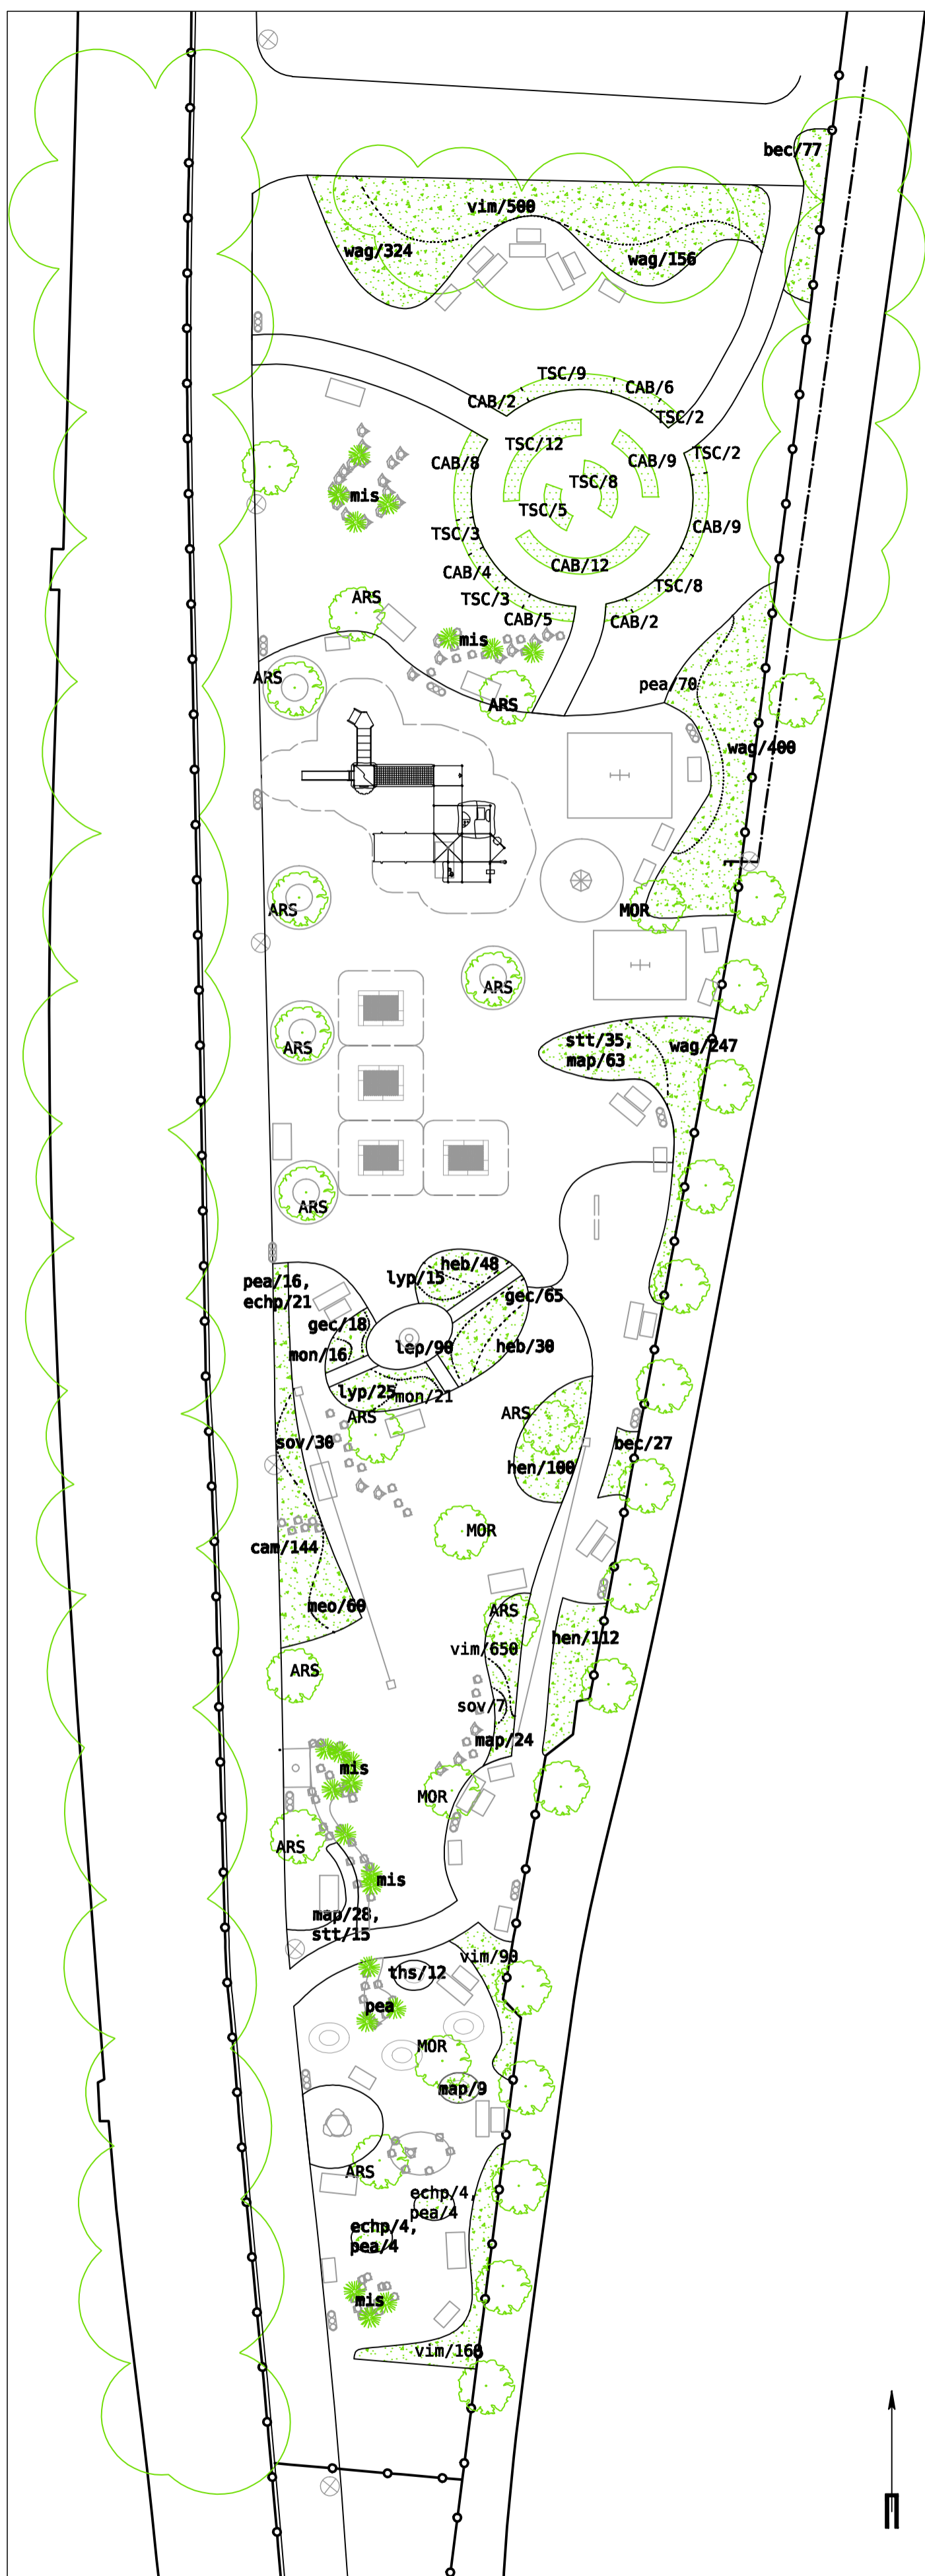 bec/77
vim/500
wag/324
wag/156
TSC/9
CAB/6
CAB/2
TSC/2
TSC/12
TSC/2
CAB/8
CAB/9
TSC/8
mis
TSC/5
CAB/9
TSC/3
CAB/12
CAB/4
TSC/8
ARS
TSC/3
CAB/5
CAB/2
mis
ARS
pea/70
ARS
wag/400
ARS
MOR
ARS
stt/35,
map/63
wag/247
ARS
ARS
heb/48
lyp/15
pea/16,
echp/21
gec/65
gec/18
lep/90
heb/30
mon/16
lyp/25
mon/21
ARS
ARS
sov/30
bec/27
hen/100
MOR
cam/144
meo/60
ARS
hen/112
vim/650
ARS
sov/7
map/24
mis
MOR
ARS
mis
map/28,
stt/15
vim/90
ths/12
pea
MOR
map/9
ARS
echp/4,
pea/4
echp/4,
pea/4
mis
vim/160
П